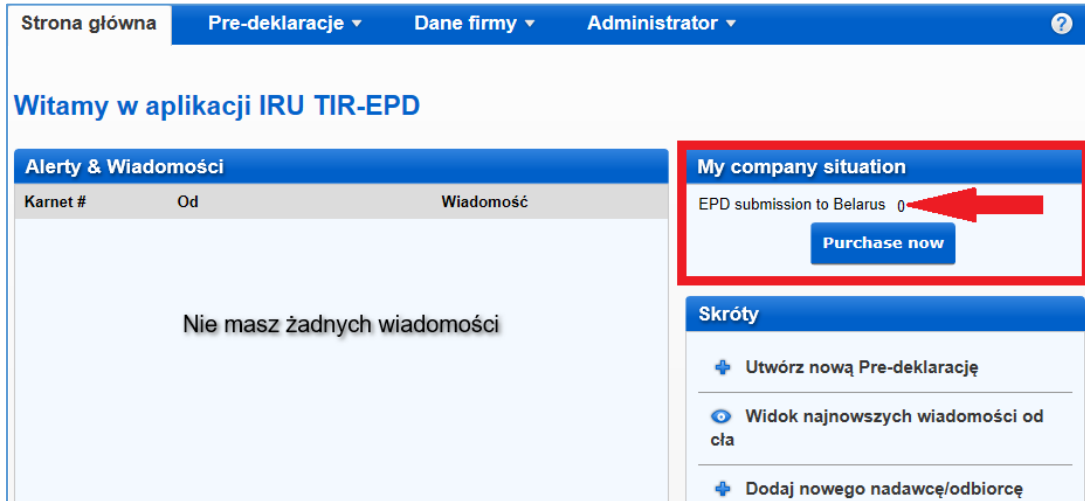 Strona główna Pre-deklaracje Dane firmy Administrator ?
Witamy w aplikacji IRU TIR-EPD
Alerty & Wiadomości
Karnet # Od Wiadomość
Nie masz żadnych wiadomości
My company situation
EPD submission to Belarus 0
Purchase now
Skróty
Utwórz nową Pre-deklarację
Widok najnowszych wiadomości od
cła
Dodaj nowego nadawcę/odbiorcę